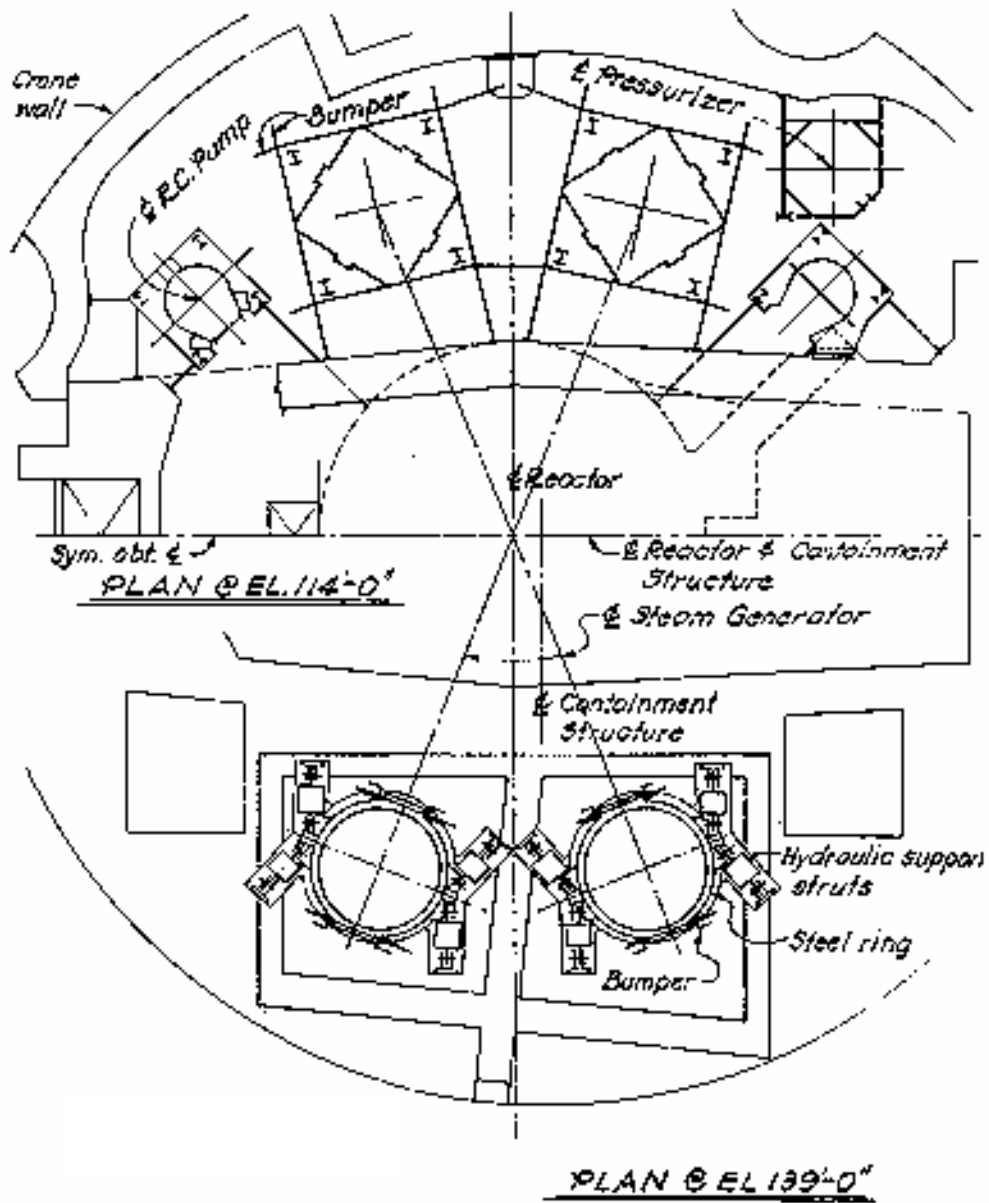 Crane
wall
℄ R.C. Pump
Bumper
℄ Pressurizer
℄ Reactor
Sym. abt. ℄
PLAN @ EL. 114'-0"
℄ Reactor & Containment
Structure
℄ Steam Generator
℄ Containment
Structure
Hydraulic support
struts
Steel ring
Bumper
PLAN @ EL 139'-0"